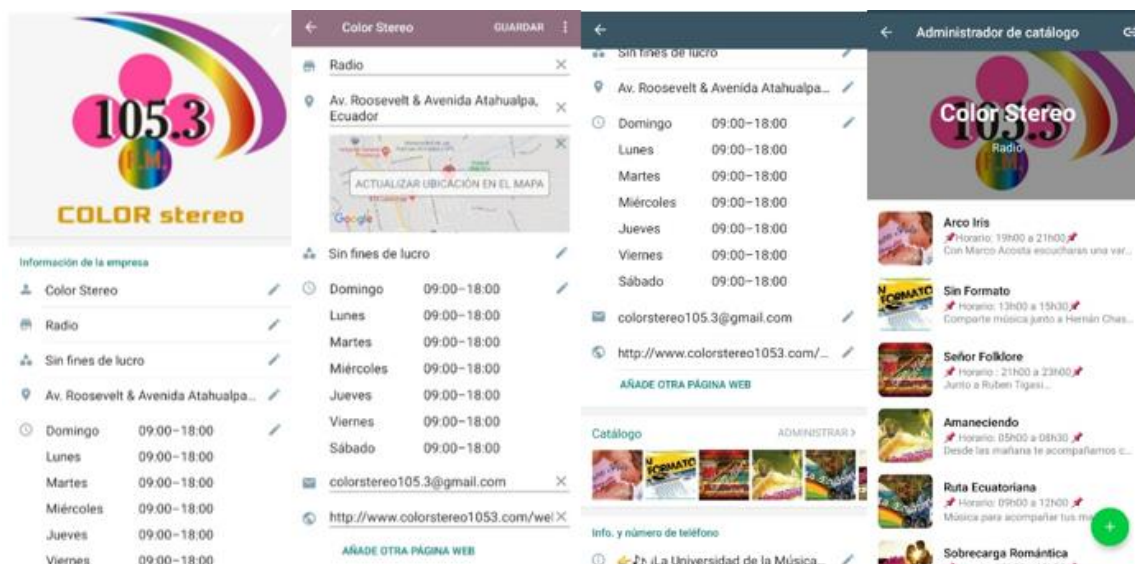 105.3
F.M.
COLOR stereo
Información de la empresa
Color Stereo
Radio
Sin fines de lucro
Av. Roosevelt & Avenida Atahualpa...
Domingo 09:00–18:00
Lunes 09:00–18:00
Martes 09:00–18:00
Miércoles 09:00–18:00
Jueves 09:00–18:00
Viernes 09:00–18:00
Color Stereo GUARDAR
Radio
Av. Roosevelt & Avenida Atahualpa,
Ecuador
ACTUALIZAR UBICACIÓN EN EL MAPA
Google
Sin fines de lucro
Domingo 09:00–18:00
Lunes 09:00–18:00
Martes 09:00–18:00
Miércoles 09:00–18:00
Jueves 09:00–18:00
Viernes 09:00–18:00
Sábado 09:00–18:00
colorstereo105.3@gmail.com
http://www.colorstereo1053.com/wel
AÑADE OTRA PÁGINA WEB
Sin fines de lucro
Av. Roosevelt & Avenida Atahualpa...
Domingo 09:00–18:00
Lunes 09:00–18:00
Martes 09:00–18:00
Miércoles 09:00–18:00
Jueves 09:00–18:00
Viernes 09:00–18:00
Sábado 09:00–18:00
colorstereo105.3@gmail.com
http://www.colorstereo1053.com/...
AÑADE OTRA PÁGINA WEB
Catálogo ADMINISTRAR >
FORMATO
Info. y número de teléfono
¡La Universidad de la Música...
Administrador de catálogo
105.3
F.M.
Color Stereo
Radio
Arco Iris
Horario: 19h00 a 21h00
Con Marco Acosta escucharas una var...
FORMATO
Sin Formato
Horario: 13h00 a 15h30
Comparte música junto a Hernán Chas...
Señor Folklore
Horario : 21h00 a 23h00
Junto a Ruben Tigasi...
Amaneciendo
Horario: 05h00 a 08h30
Desde las mañana te acompañamos c...
Ruta Ecuatoriana
Horario: 09h00 a 12h00
Música para acompañar tus
Sobrecarga Romántica